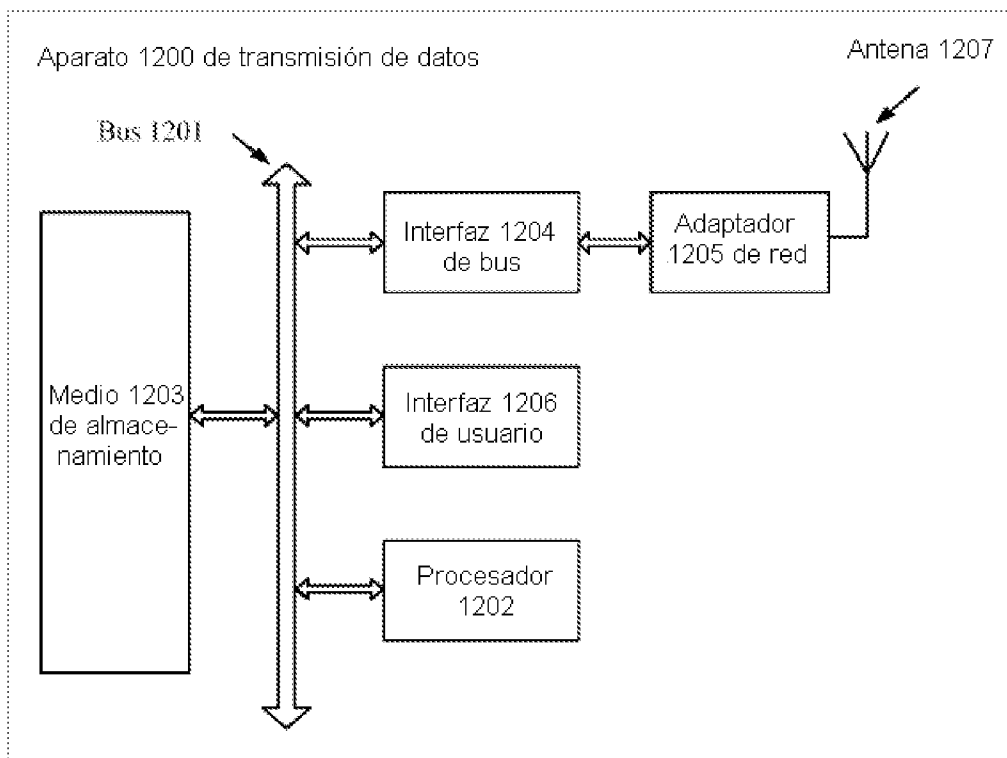 Aparato 1200 de transmisión de datos
Antena 1207
Bus 1201
Interfaz 1204
de bus
Adaptador
1205 de red
Medio 1203
de almace-
namiento
Interfaz 1206
de usuario
Procesador
1202